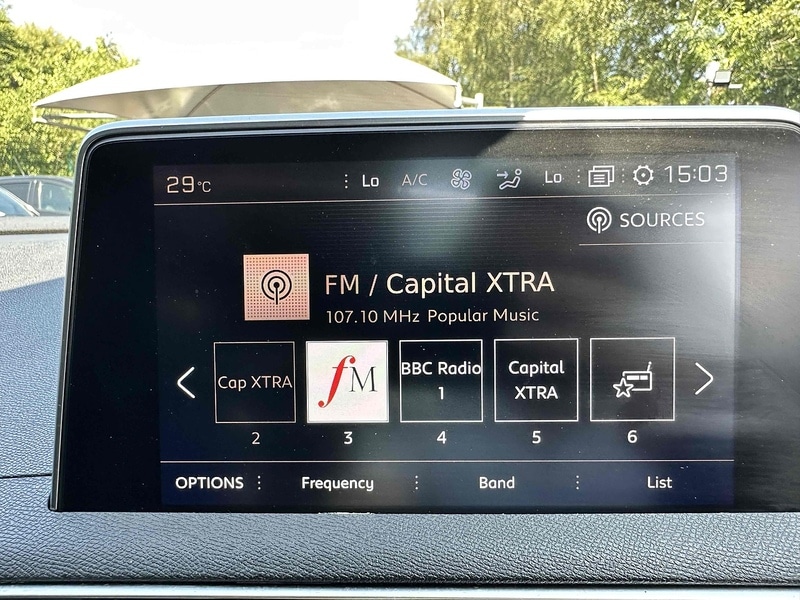 29°C Lo A/C Lo 15:03
SOURCES
FM / Capital XTRA
107.10 MHz Popular Music
Cap XTRA
fM
BBC Radio
1
Capital
XTRA
2 3 4 5 6
OPTIONS Frequency Band List